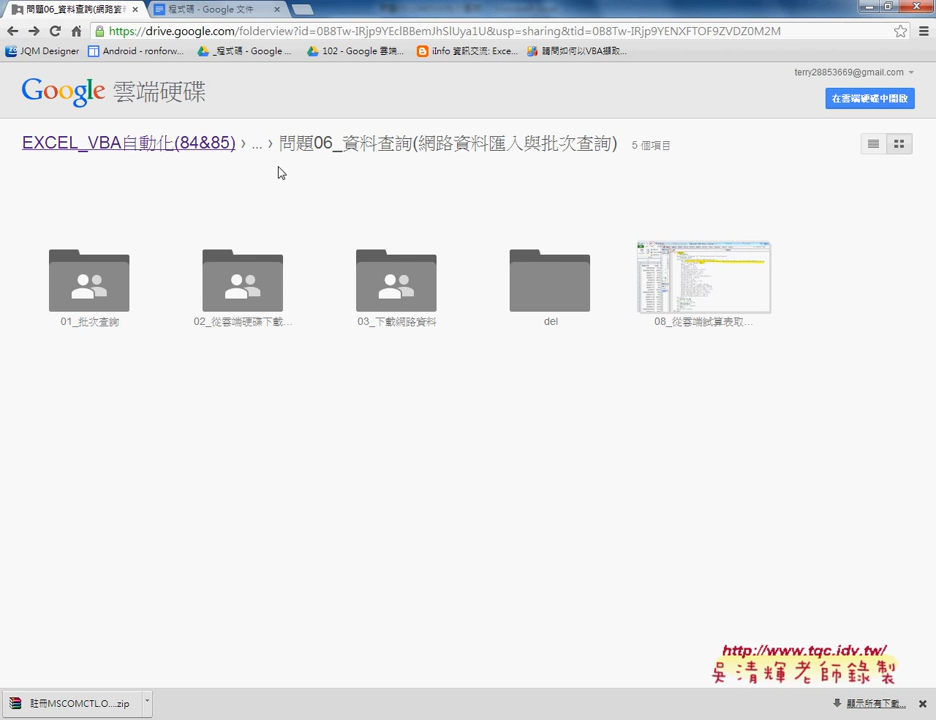 問題06_資料查詢(網路資
程式碼 - Google 文件
https://drive.google.com/folderview?id=0B8Tw-IRjp9YEclBBemJhSlUya1U&usp=sharing&tid=0B8Tw-IRjp9YENXFTOF9ZVDZ0M2M
JQM Designer
Android - ronforw...
_程式碼 - Google ...
102 - Google 雲端...
iInfo 資訊交流: Exce...
請問如何以VBA擷取...
terry28853669@gmail.com
Google 雲端硬碟
在雲端硬碟中開啟
EXCEL_VBA自動化(84&85) › ... › 問題06_資料查詢(網路資料匯入與批次查詢) 5 個項目
01_批次查詢
02_從雲端硬碟下載...
03_下載網路資料
del
08_從雲端試算表取...
http://www.tqc.idv.tw/
吳清輝老師錄製
註冊MSCOMCTL.O....zip
顯示所有下載...